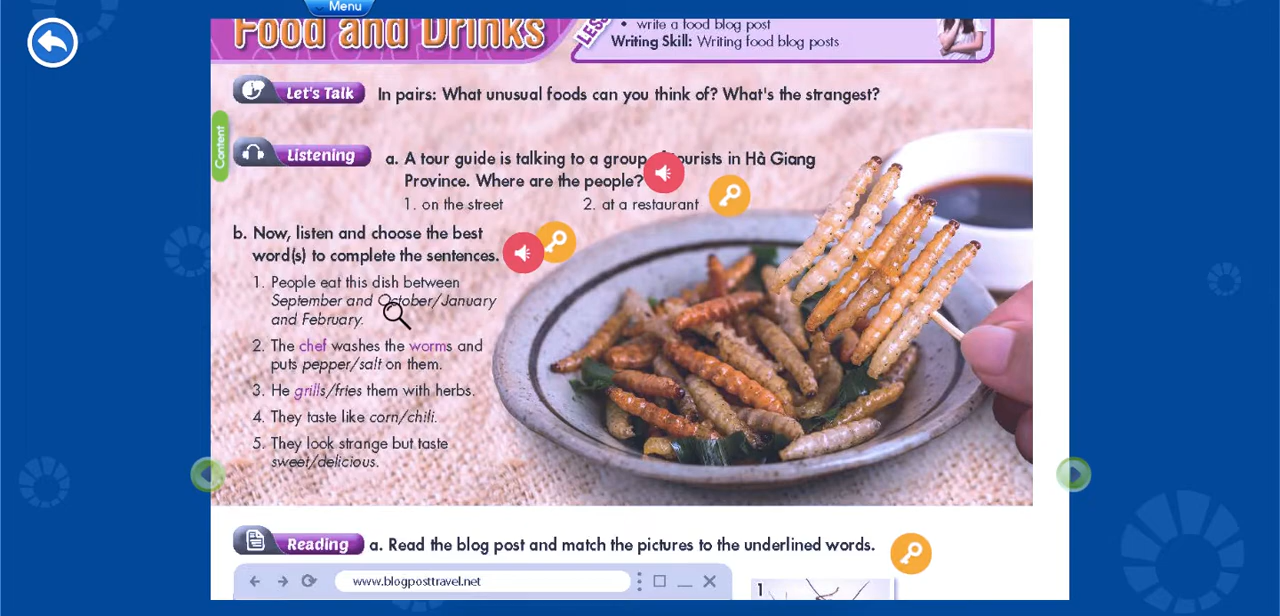 Menu
Food and Drinks
LESS
• write a food blog post
Writing Skill: Writing food blog posts
Let's Talk
In pairs: What unusual foods can you think of? What's the strangest?
Content
Listening
a. A tour guide is talking to a group tourists in Hà Giang
Province. Where are the people?
1. on the street
2. at a restaurant
b. Now, listen and choose the best
word(s) to complete the sentences.
1. People eat this dish between
September and October/January
and February.
2. The chef washes the worms and
puts pepper/salt on them.
3. He grills/fries them with herbs.
4. They taste like corn/chili.
5. They look strange but taste
sweet/delicious.
Reading
a. Read the blog post and match the pictures to the underlined words.
www.blogposttravel.net
1